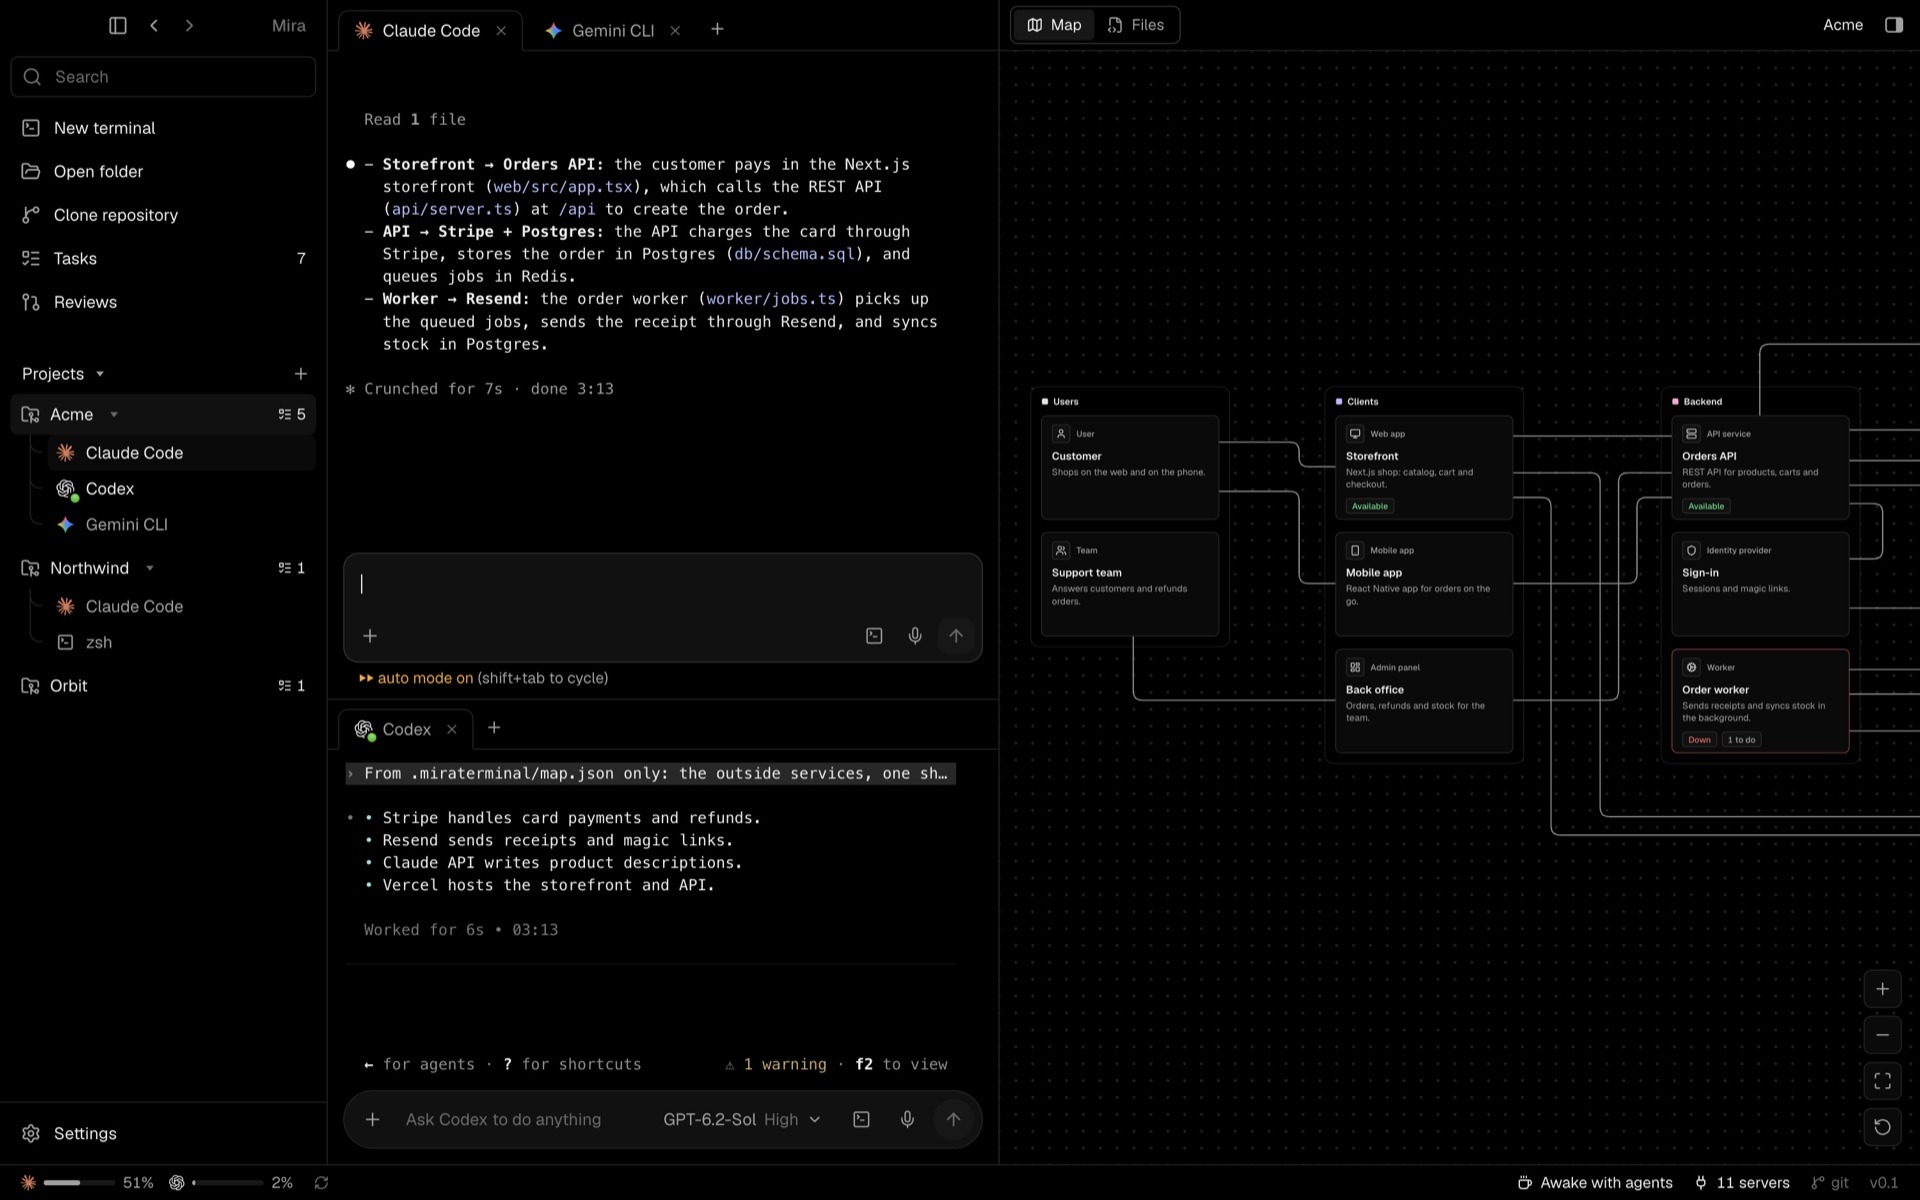 Mira
Search
New terminal
Open folder
Clone repository
Tasks 7
Reviews
Projects
Acme 5
Claude Code
Codex
Gemini CLI
Northwind 1
Claude Code
zsh
Orbit 1
Settings
Claude Code
Gemini CLI
Read 1 file
– Storefront → Orders API: the customer pays in the Next.js
storefront (web/src/app.tsx), which calls the REST API
(api/server.ts) at /api to create the order.
– API → Stripe + Postgres: the API charges the card through
Stripe, stores the order in Postgres (db/schema.sql), and
queues jobs in Redis.
– Worker → Resend: the order worker (worker/jobs.ts) picks up
the queued jobs, sends the receipt through Resend, and syncs
stock in Postgres.
✻ Crunched for 7s · done 3:13
auto mode on (shift+tab to cycle)
Codex
› From .miraterminal/map.json only: the outside services, one sh…
• • Stripe handles card payments and refunds.
• Resend sends receipts and magic links.
• Claude API writes product descriptions.
• Vercel hosts the storefront and API.
Worked for 6s • 03:13
← for agents · ? for shortcuts ⚠ 1 warning · f2 to view
Ask Codex to do anything GPT-6.2-Sol High
Map
Files
Acme
Users
User
Customer
Shops on the web and on the phone.
Team
Support team
Answers customers and refunds
orders.
Clients
Web app
Storefront
Next.js shop: catalog, cart and
checkout.
Available
Mobile app
Mobile app
React Native app for orders on the
go.
Admin panel
Back office
Orders, refunds and stock for the
team.
Backend
API service
Orders API
REST API for products, carts and
orders.
Available
Identity provider
Sign-in
Sessions and magic links.
Worker
Order worker
Sends receipts and syncs stock in
the background.
Down 1 to do
51% 2%
Awake with agents 11 servers git v0.1